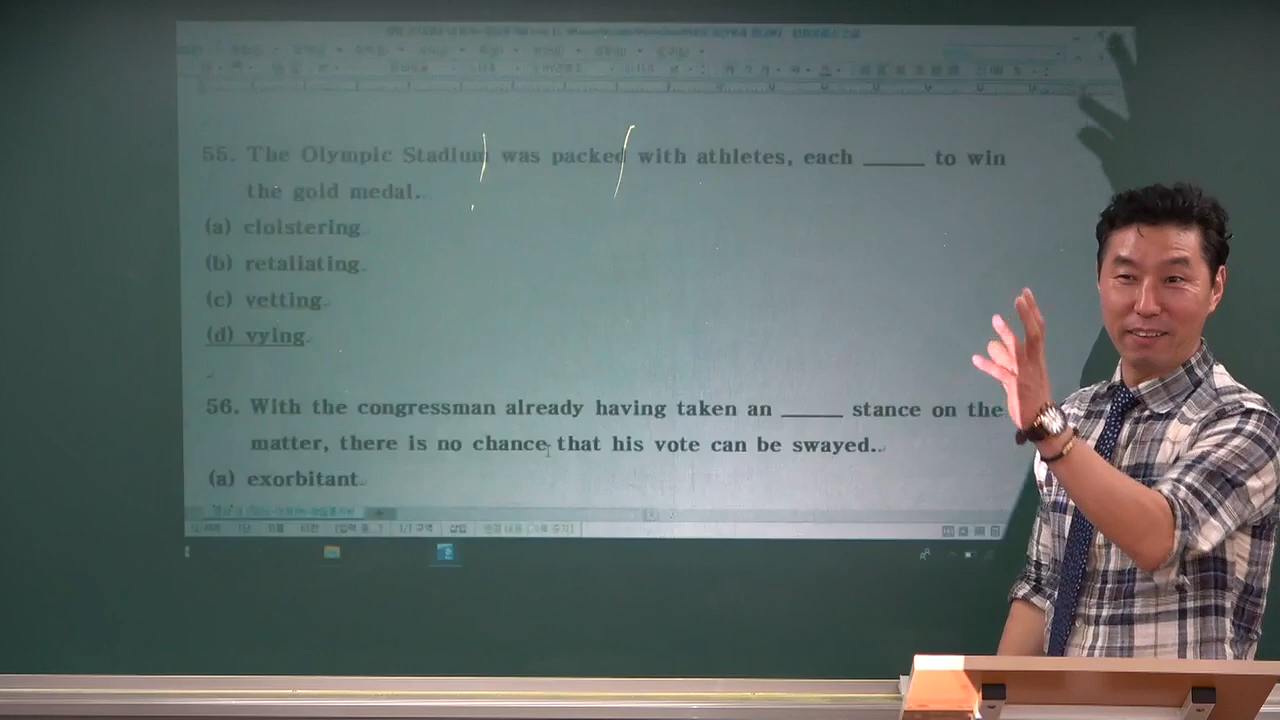 55. The Olympic Stadium was packed with athletes, each _____ to win
the gold medal.
(a) cloistering
(b) retaliating
(c) vetting
(d) vying
56. With the congressman already having taken an _____ stance on the
matter, there is no chance that his vote can be swayed..
(a) exorbitant